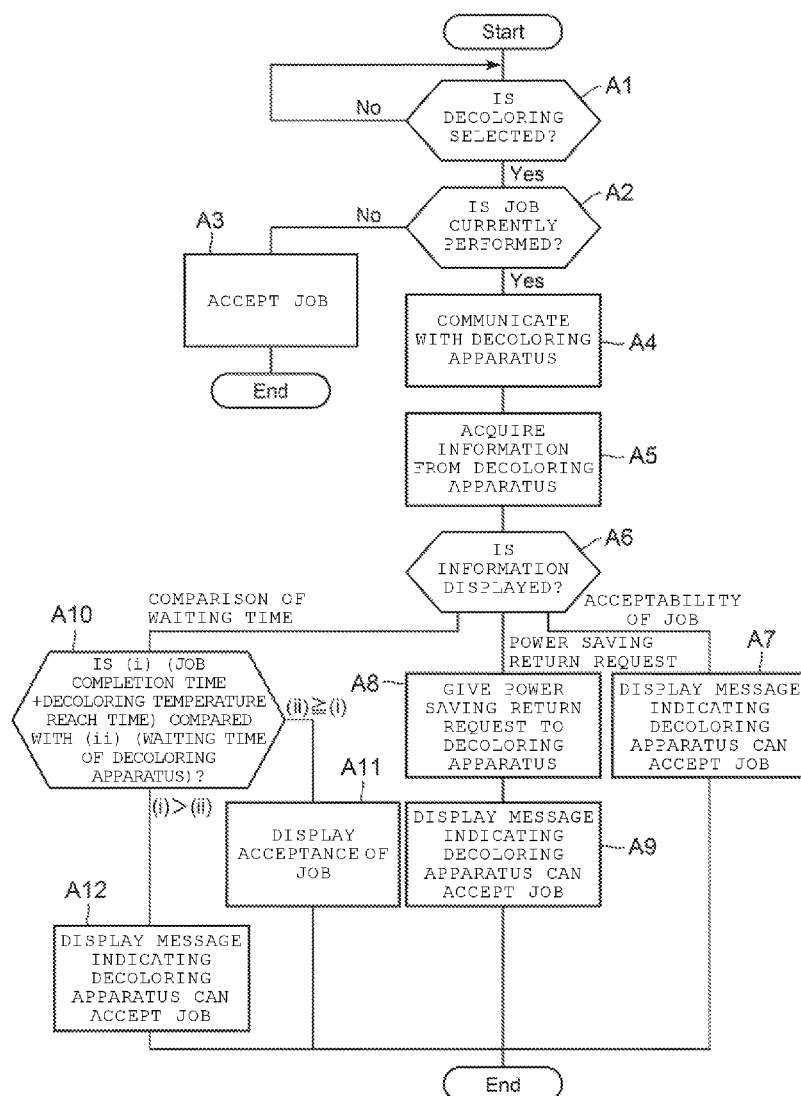 Start
A1
IS
DECOLORING
SELECTED?
No
Yes
A2
IS JOB
CURRENTLY
PERFORMED?
No
A3
ACCEPT JOB
End
Yes
COMMUNICATE
WITH DECOLORING
APPARATUS
A4
ACQUIRE
INFORMATION
FROM DECOLORING
APPARATUS
A5
A6
IS
INFORMATION
DISPLAYED?
COMPARISON OF
WAITING TIME
POWER SAVING
RETURN REQUEST
ACCEPTABILITY
OF JOB
A10
IS (i) (JOB
COMPLETION TIME
+DECOLORING TEMPERATURE
REACH TIME) COMPARED
WITH (ii) (WAITING TIME
OF DECOLORING
APPARATUS)?
(ii)≧(i)
(i)>(ii)
A8
GIVE POWER
SAVING RETURN
REQUEST TO
DECOLORING
APPARATUS
A7
DISPLAY MESSAGE
INDICATING
DECOLORING
APPARATUS CAN
ACCEPT JOB
A11
DISPLAY
ACCEPTANCE OF
JOB
DISPLAY MESSAGE
INDICATING
DECOLORING
APPARATUS CAN
ACCEPT JOB
A9
A12
DISPLAY MESSAGE
INDICATING
DECOLORING
APPARATUS CAN
ACCEPT JOB
End